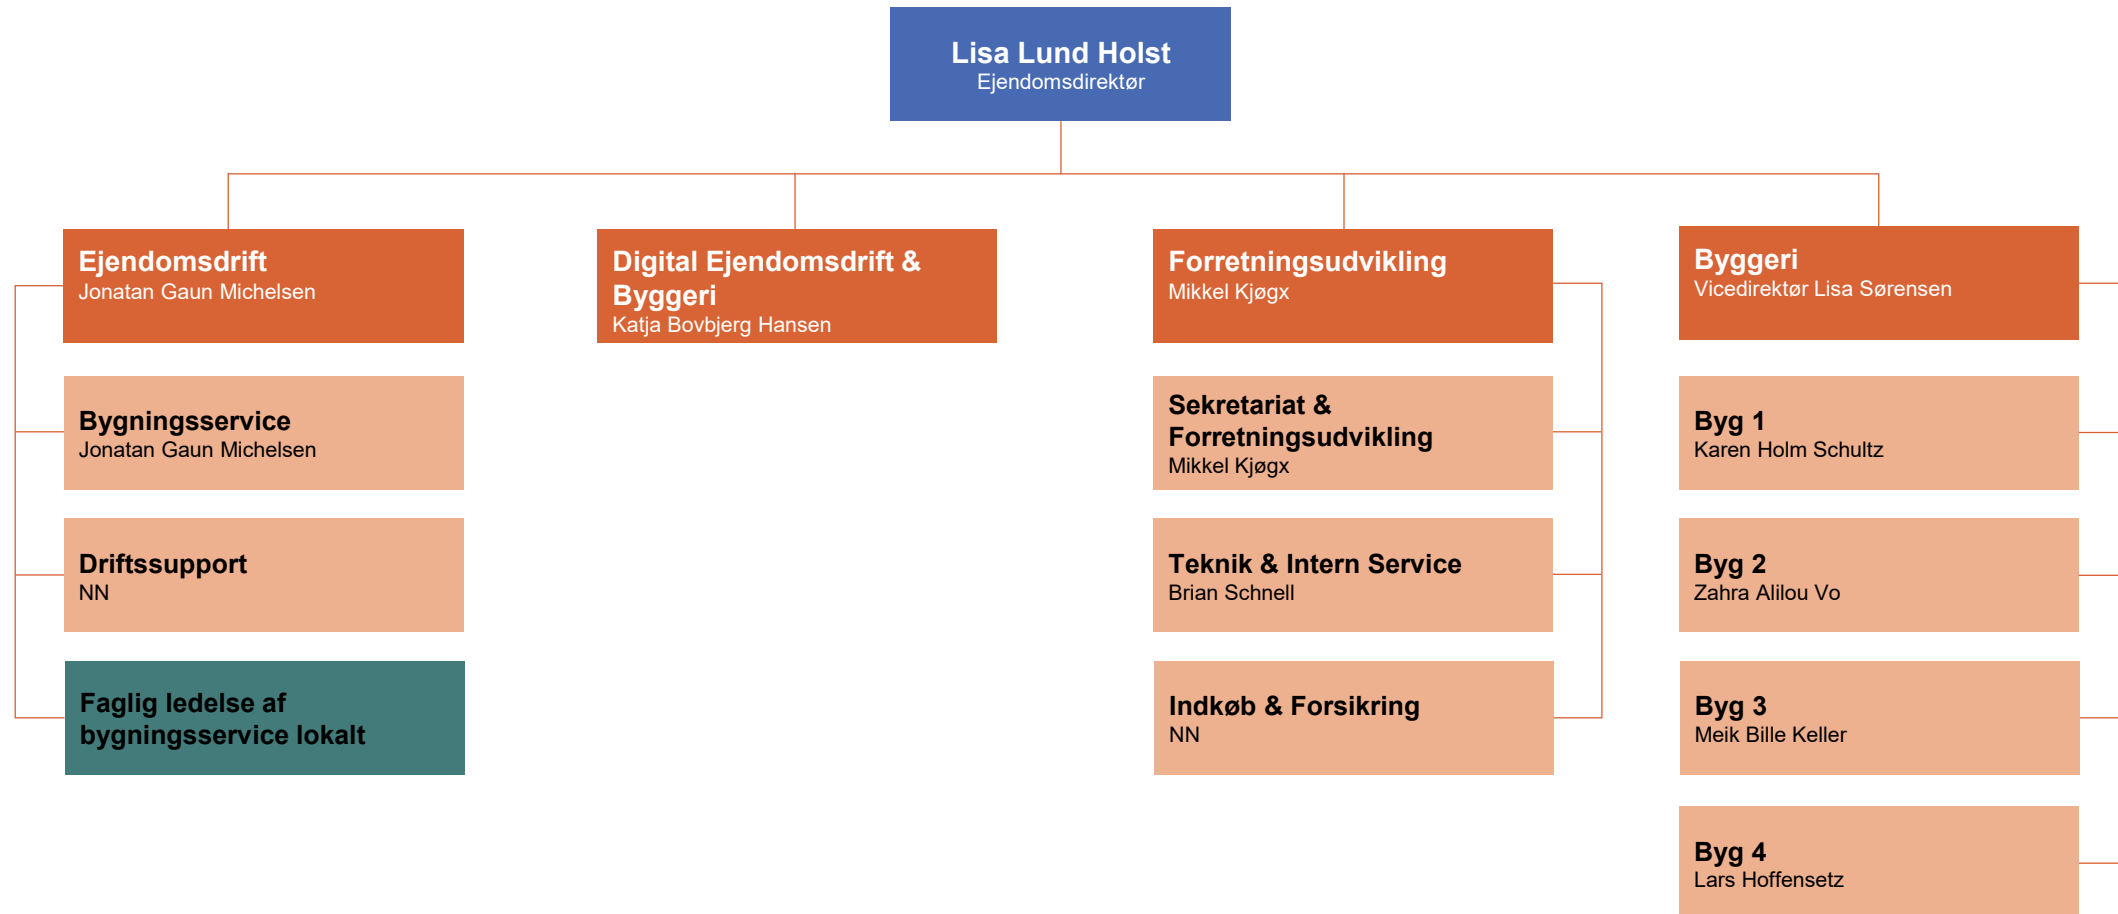 Lisa Lund Holst
Ejendomsdirektør
Ejendomsdrift
Jonatan Gaun Michelsen
Bygningsservice
Jonatan Gaun Michelsen
Driftssupport
NN
Faglig ledelse af
bygningsservice lokalt
Digital Ejendomsdrift &
Byggeri
Katja Bovbjerg Hansen
Forretningsudvikling
Mikkel Kjøgx
Sekretariat &
Forretningsudvikling
Mikkel Kjøgx
Teknik & Intern Service
Brian Schnell
Indkøb & Forsikring
NN
Byggeri
Vicedirektør Lisa Sørensen
Byg 1
Karen Holm Schultz
Byg 2
Zahra Alilou Vo
Byg 3
Meik Bille Keller
Byg 4
Lars Hoffensetz